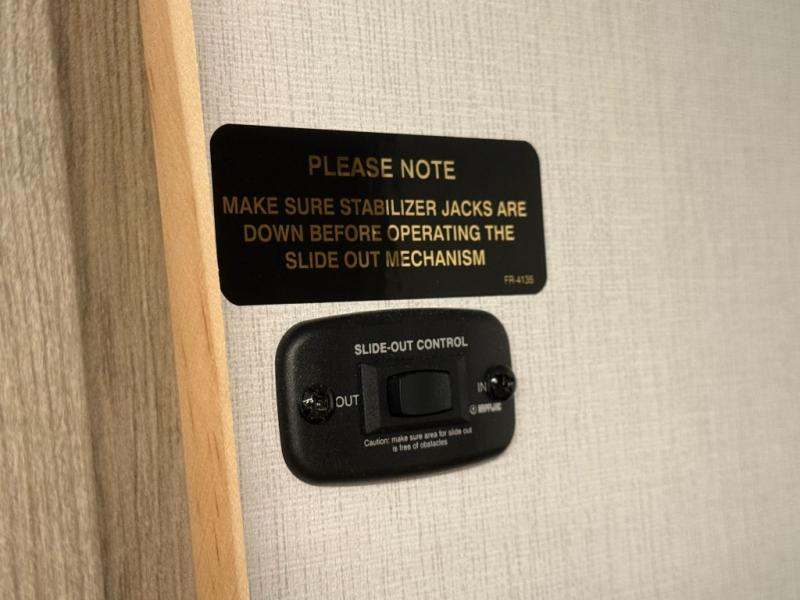 PLEASE NOTE
MAKE SURE STABILIZER JACKS ARE
DOWN BEFORE OPERATING THE
SLIDE OUT MECHANISM
FR-4135
SLIDE-OUT CONTROL
OUT
IN
Caution: make sure area for slide out
is free of obstacles